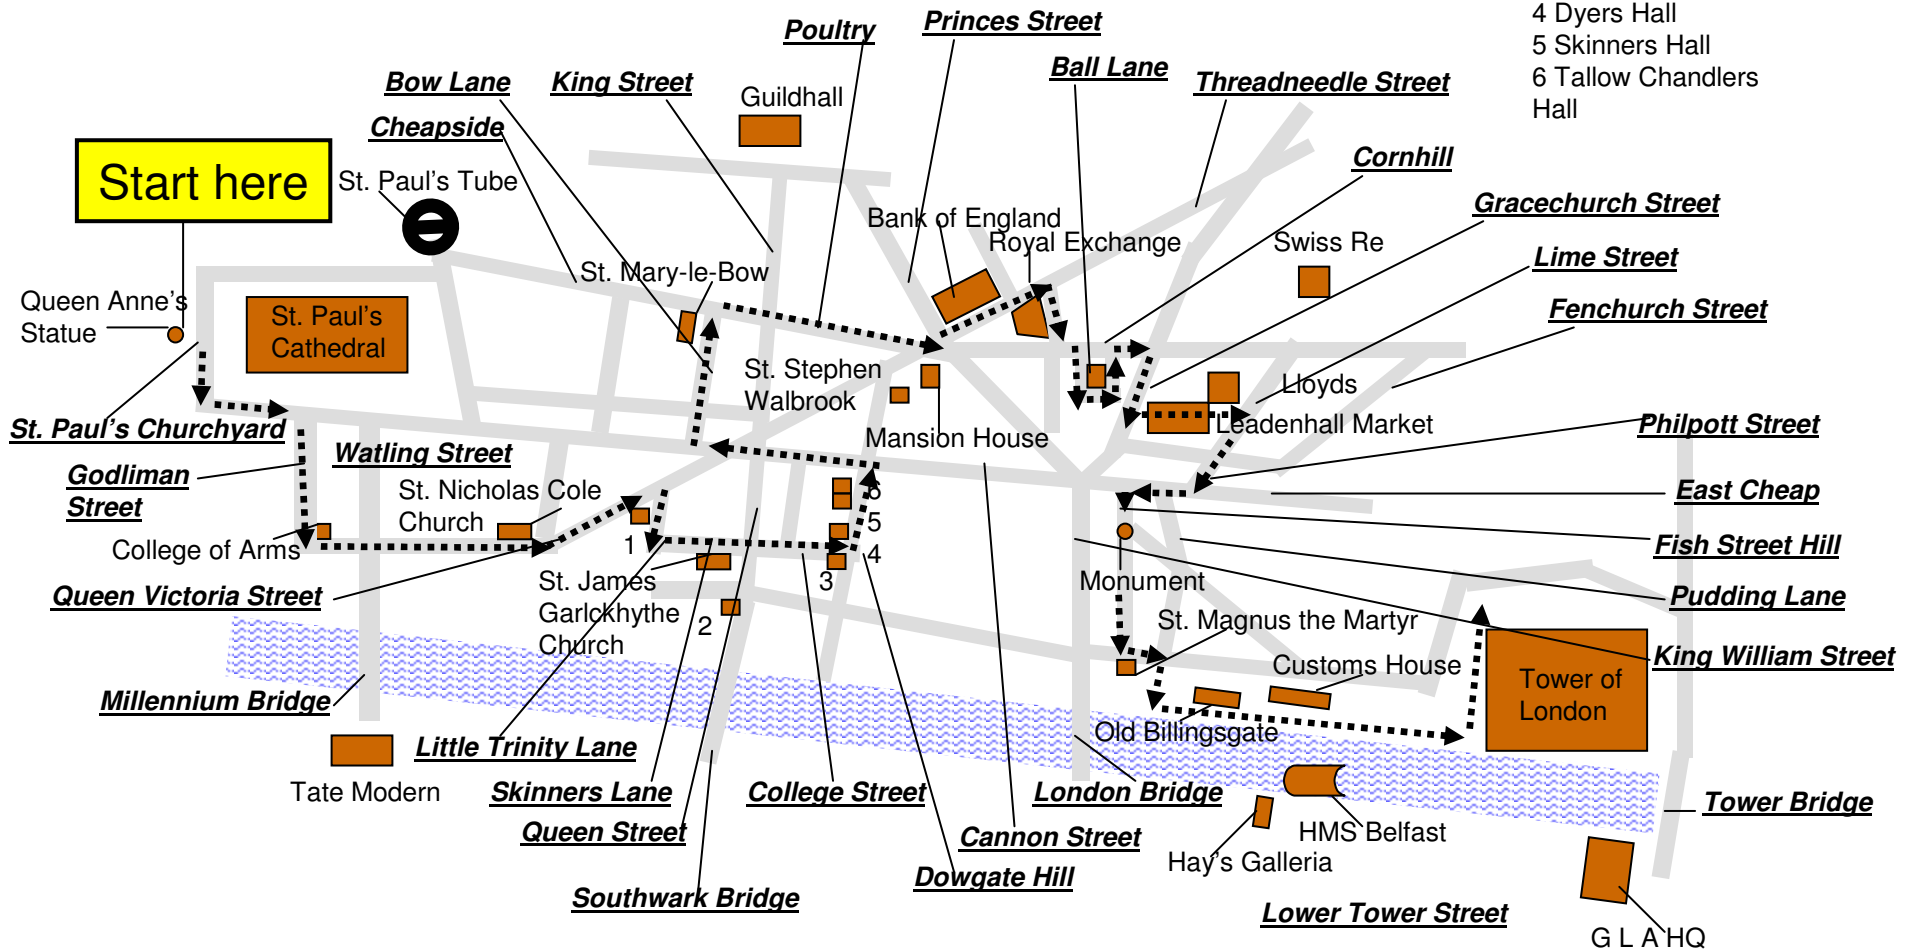 4 Dyers Hall
5 Skinners Hall
6 Tallow Chandlers
Hall
Poultry
Princes Street
Ball Lane
Threadneedle Street
Bow Lane
King Street
Guildhall
Cheapside
Cornhill
Start here
St. Paul's Tube
Gracechurch Street
Bank of England
Royal Exchange
Swiss Re
Lime Street
St. Mary-le-Bow
Queen Anne's
Statue
St. Paul's
Cathedral
Fenchurch Street
St. Stephen
Walbrook
Lloyds
Leadenhall Market
Mansion House
Philpott Street
St. Paul's Churchyard
Watling Street
Godliman
Street
St. Nicholas Cole
Church
East Cheap
6
5
4
3
1
2
College of Arms
Fish Street Hill
St. James
Garlckhythe
Church
Monument
Queen Victoria Street
Pudding Lane
St. Magnus the Martyr
Customs House
King William Street
Tower of
London
Millennium Bridge
Old Billingsgate
Little Trinity Lane
Tate Modern
Skinners Lane
College Street
London Bridge
Tower Bridge
Queen Street
Cannon Street
HMS Belfast
Hay's Galleria
Dowgate Hill
Southwark Bridge
Lower Tower Street
G L A HQ